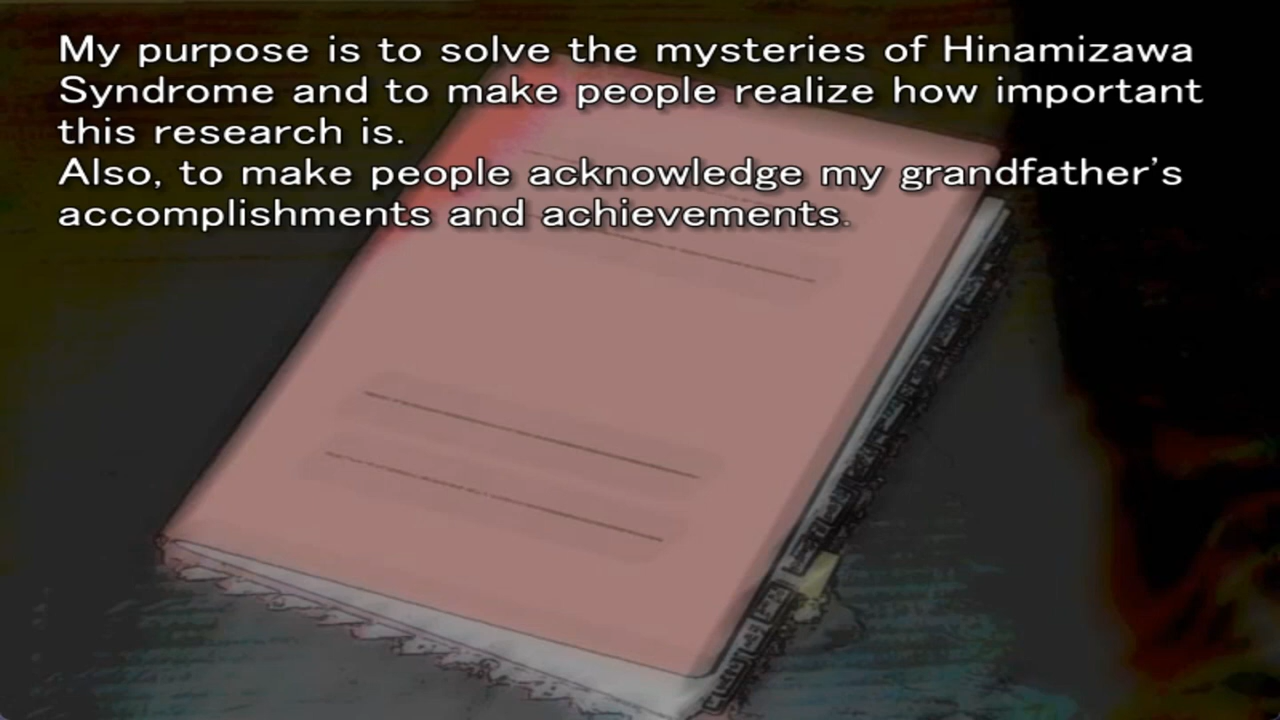 My purpose is to solve the mysteries of Hinamizawa
Syndrome and to make people realize how important
this research is.
Also, to make people acknowledge my grandfather's
accomplishments and achievements.